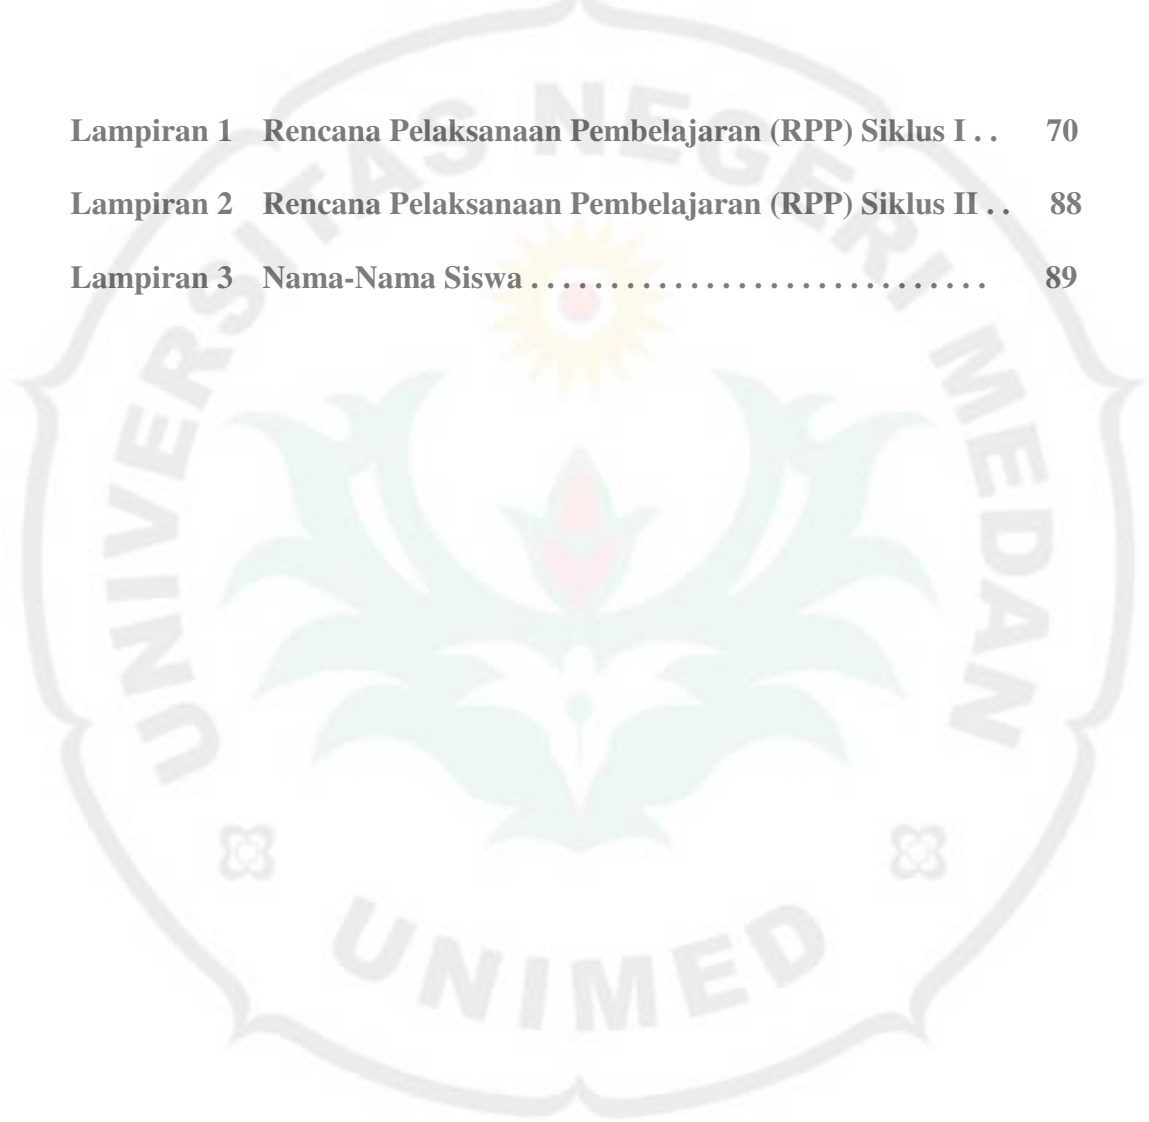 Lampiran 1 Rencana Pelaksanaan Pembelajaran (RPP) Siklus I . . 70
Lampiran 2 Rencana Pelaksanaan Pembelajaran (RPP) Siklus II . . 88
Lampiran 3 Nama-Nama Siswa . . . . . . . . . . . . . . . . . . . . . . . . . . . . . 89
UNIVERSITAS NEGERI MEDAN
UNIMED